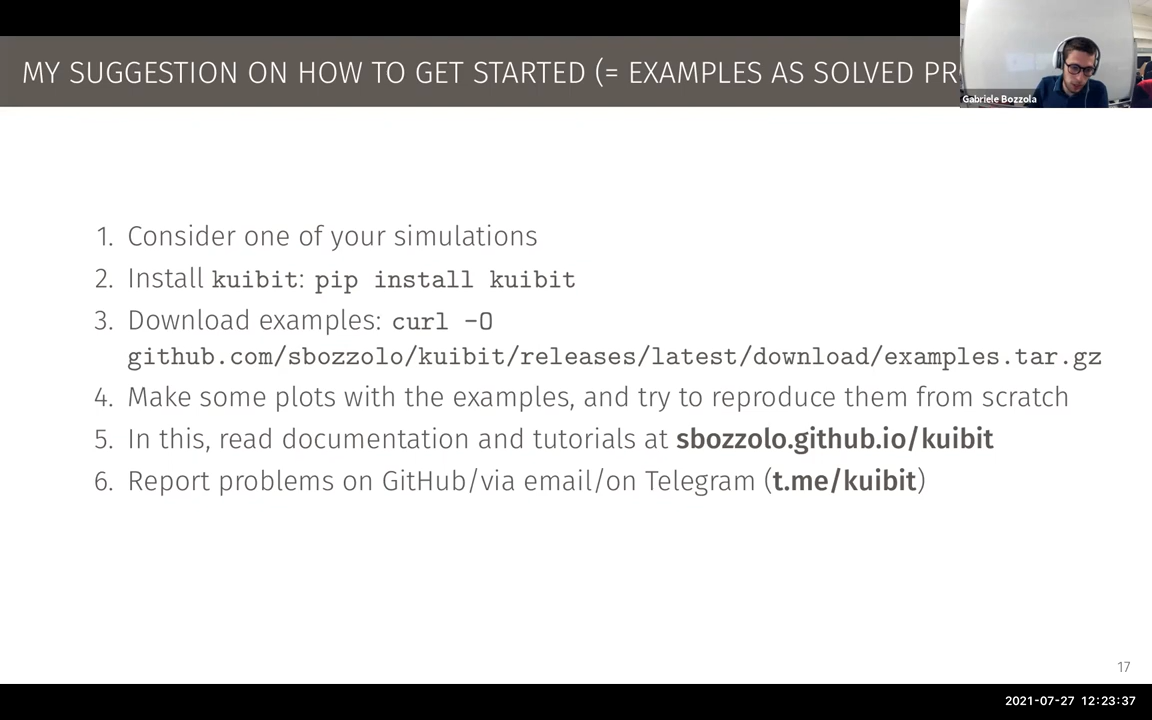 MY SUGGESTION ON HOW TO GET STARTED (= EXAMPLES AS SOLVED PR
Gabriele Bozzola
1. Consider one of your simulations
2. Install kuibit: pip install kuibit
3. Download examples: curl -O
github.com/sbozzolo/kuibit/releases/latest/download/examples.tar.gz
4. Make some plots with the examples, and try to reproduce them from scratch
5. In this, read documentation and tutorials at sbozzolo.github.io/kuibit
6. Report problems on GitHub/via email/on Telegram (t.me/kuibit)
17
2021-07-27 12:23:37